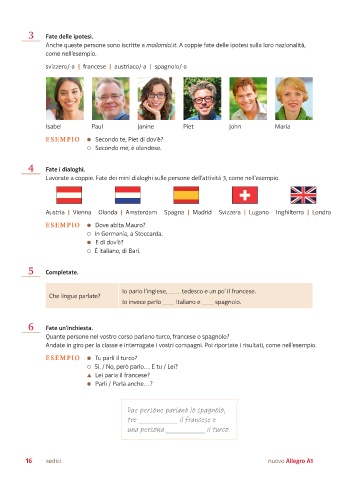 3 Fate delle ipotesi.
Anche queste persone sono iscritte a maiamici.it. A coppie fate delle ipotesi sulla loro nazionalità,
come nell'esempio.
svizzero/-a | francese | austriaco/-a | spagnolo/-a
Isabel Paul Janine Piet John Maria
ESEMPIO ● Secondo te, Piet di dov'è?
○ Secondo me, è olandese.
4 Fate i dialoghi.
Lavorate a coppie. Fate dei mini dialoghi sulle persone dell'attività 3, come nell'esempio.
Austria | Vienna Olanda | Amsterdam Spagna | Madrid Svizzera | Lugano Inghilterra | Londra
ESEMPIO ● Dove abita Mauro?
○ In Germania, a Stoccarda.
● E di dov'è?
○ È italiano, di Bari.
5 Completate.
Che lingue parlate?
Io parlo l'inglese, ____ tedesco e un po' il francese.
Io invece parlo ____ italiano e ____ spagnolo.
6 Fate un'inchiesta.
Quante persone nel vostro corso parlano turco, francese o spagnolo?
Andate in giro per la classe e interrogate i vostri compagni. Poi riportate i risultati, come nell'esempio.
ESEMPIO ● Tu parli il turco?
○ Sì. / No, però parlo… E tu / Lei?
▲ Lei parla il francese?
● Parli / Parla anche…?
Due persone parlano lo spagnolo,
tre ________ il francese e
una persona ________ il turco.
16 sedici nuovo Allegro A1